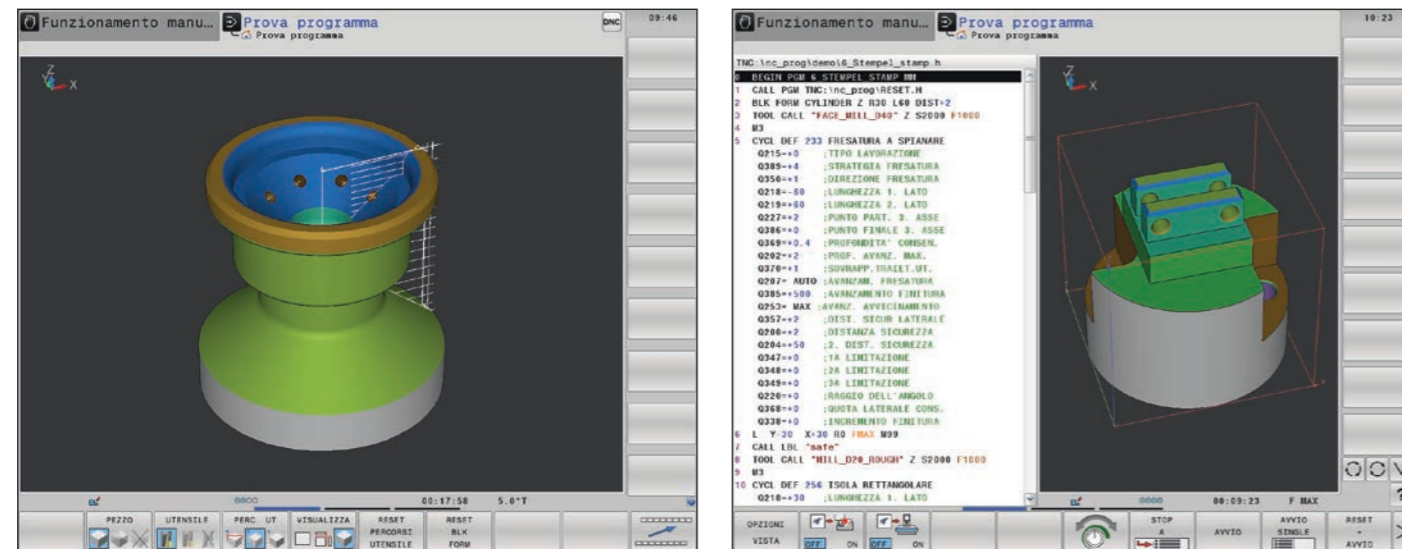 Funzionamento manu...
Prova programma
Prova programma
DNC
09:46
Z
Y
X
00:17:58 5.0*T
PEZZO
UTENSILE
PERC. UT
VISUALIZZA
RESET
PERCORSI
UTENSILE
RESET
BLK
FORM
Funzionamento manu...
Prova programma
Prova programma
10:23
TNC:\nc_prog\demo\6_Stempel_stamp.h
0 BEGIN PGM 6_STEMPEL_STAMP MM
1 CALL PGM TNC:\nc_prog\RESET.H
2 BLK FORM CYLINDER Z R30 L60 DIST+2
3 TOOL CALL "FACE_MILL_D40" Z S2000 F1000
4 M3
5 CYCL DEF 233 FRESATURA A SPIANARE
Q215=+0 ;TIPO LAVORAZIONE
Q389=+4 ;STRATEGIA FRESATURA
Q350=+1 ;DIREZIONE FRESATURA
Q218=-60 ;LUNGHEZZA 1. LATO
Q219=+60 ;LUNGHEZZA 2. LATO
Q227=+2 ;PUNTO PART. 3. ASSE
Q386=+0 ;PUNTO FINALE 3. ASSE
Q369=+0.4 ;PROFONDITA' CONSEN.
Q202=+2 ;PROF. AVANZ. MAX.
Q370=+1 ;SOVRAPP.TRAIET.UT.
Q207= AUTO ;AVANZAM. FRESATURA
Q385=+500 ;AVANZAMENTO FINITURA
Q253= MAX ;AVANZ. AVVICINAMENTO
Q357=+2 ;DIST. SICUR LATERALE
Q200=+2 ;DISTANZA SICUREZZA
Q204=+50 ;2. DIST. SICUREZZA
Q347=+0 ;1A LIMITAZIONE
Q348=+0 ;2A LIMITAZIONE
Q349=+0 ;3A LIMITAZIONE
Q220=+0 ;RAGGIO DELL'ANGOLO
Q368=+0 ;QUOTA LATERALE CONS.
Q338=+0 ;INCREMENTO FINITURA
6 L Y-30 X+30 R0 FMAX M99
7 CALL LBL "safe"
8 TOOL CALL "MILL_D20_ROUGH" Z S2000 F1000
9 M3
10 CYCL DEF 256 ISOLA RETTANGOLARE
Q218=+30 ;LUNGHEZZA 1. LATO
Z
Y
X
00:09:23 F MAX
OPZIONI
VISTA
OFF ON
OFF ON
STOP
A
AVVIO
AVVIO
SINGLE
RESET
+
AVVIO